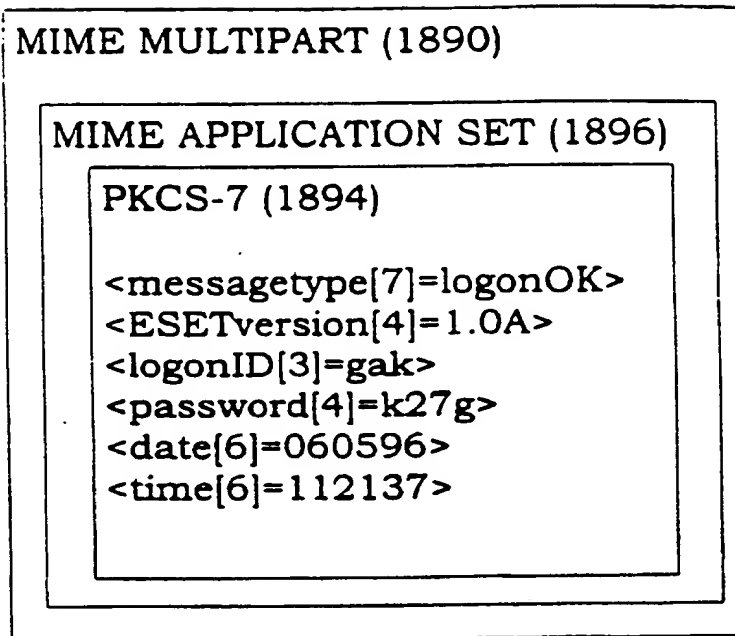 MIME MULTIPART (1890)
MIME APPLICATION SET (1896)
PKCS-7 (1894)
<messagetype[7]=logonOK>
<ESETversion[4]=1.0A>
<logonID[3]=gak>
<password[4]=k27g>
<date[6]=060596>
<time[6]=112137>